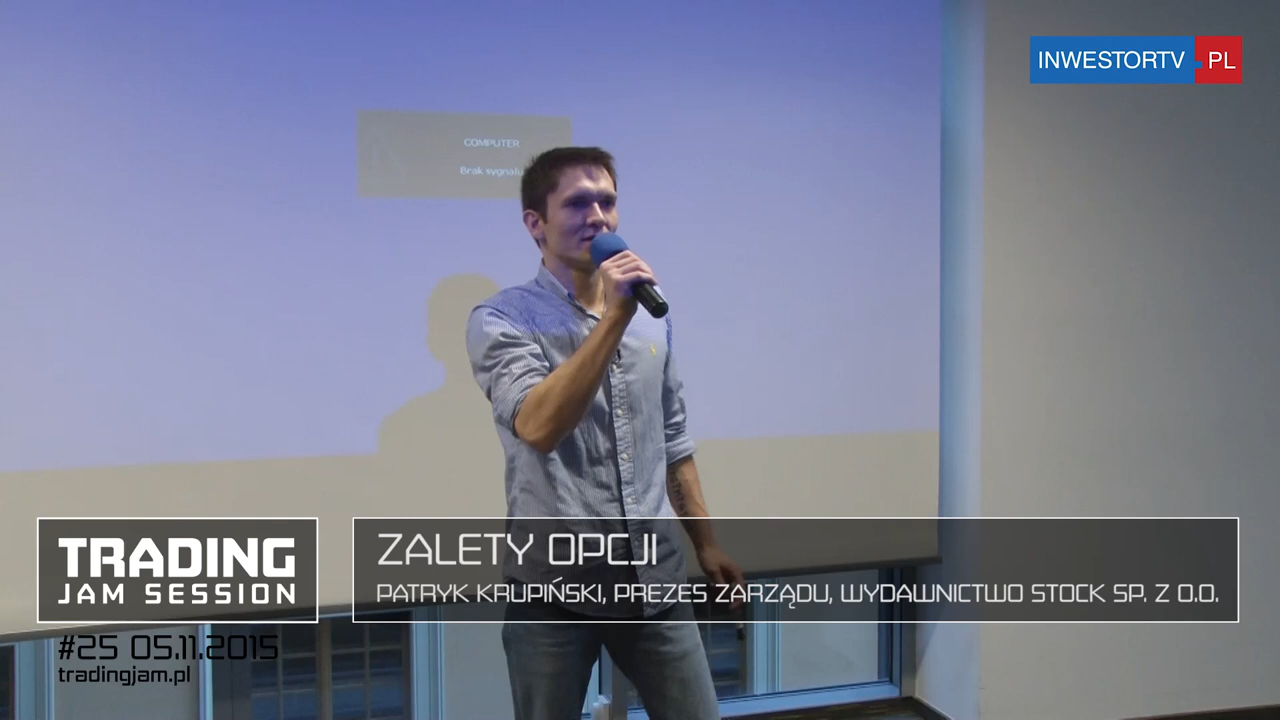 INWESTORTV.PL
COMPUTER
Brak sygnału
TRADING
JAM SESSION
ZALETY OPCJI
PATRYK KRUPIŃSKI, PREZES ZARZĄDU, WYDAWNICTWO STOCK SP. Z O.O.
#25 05.11.2015
tradingjam.pl